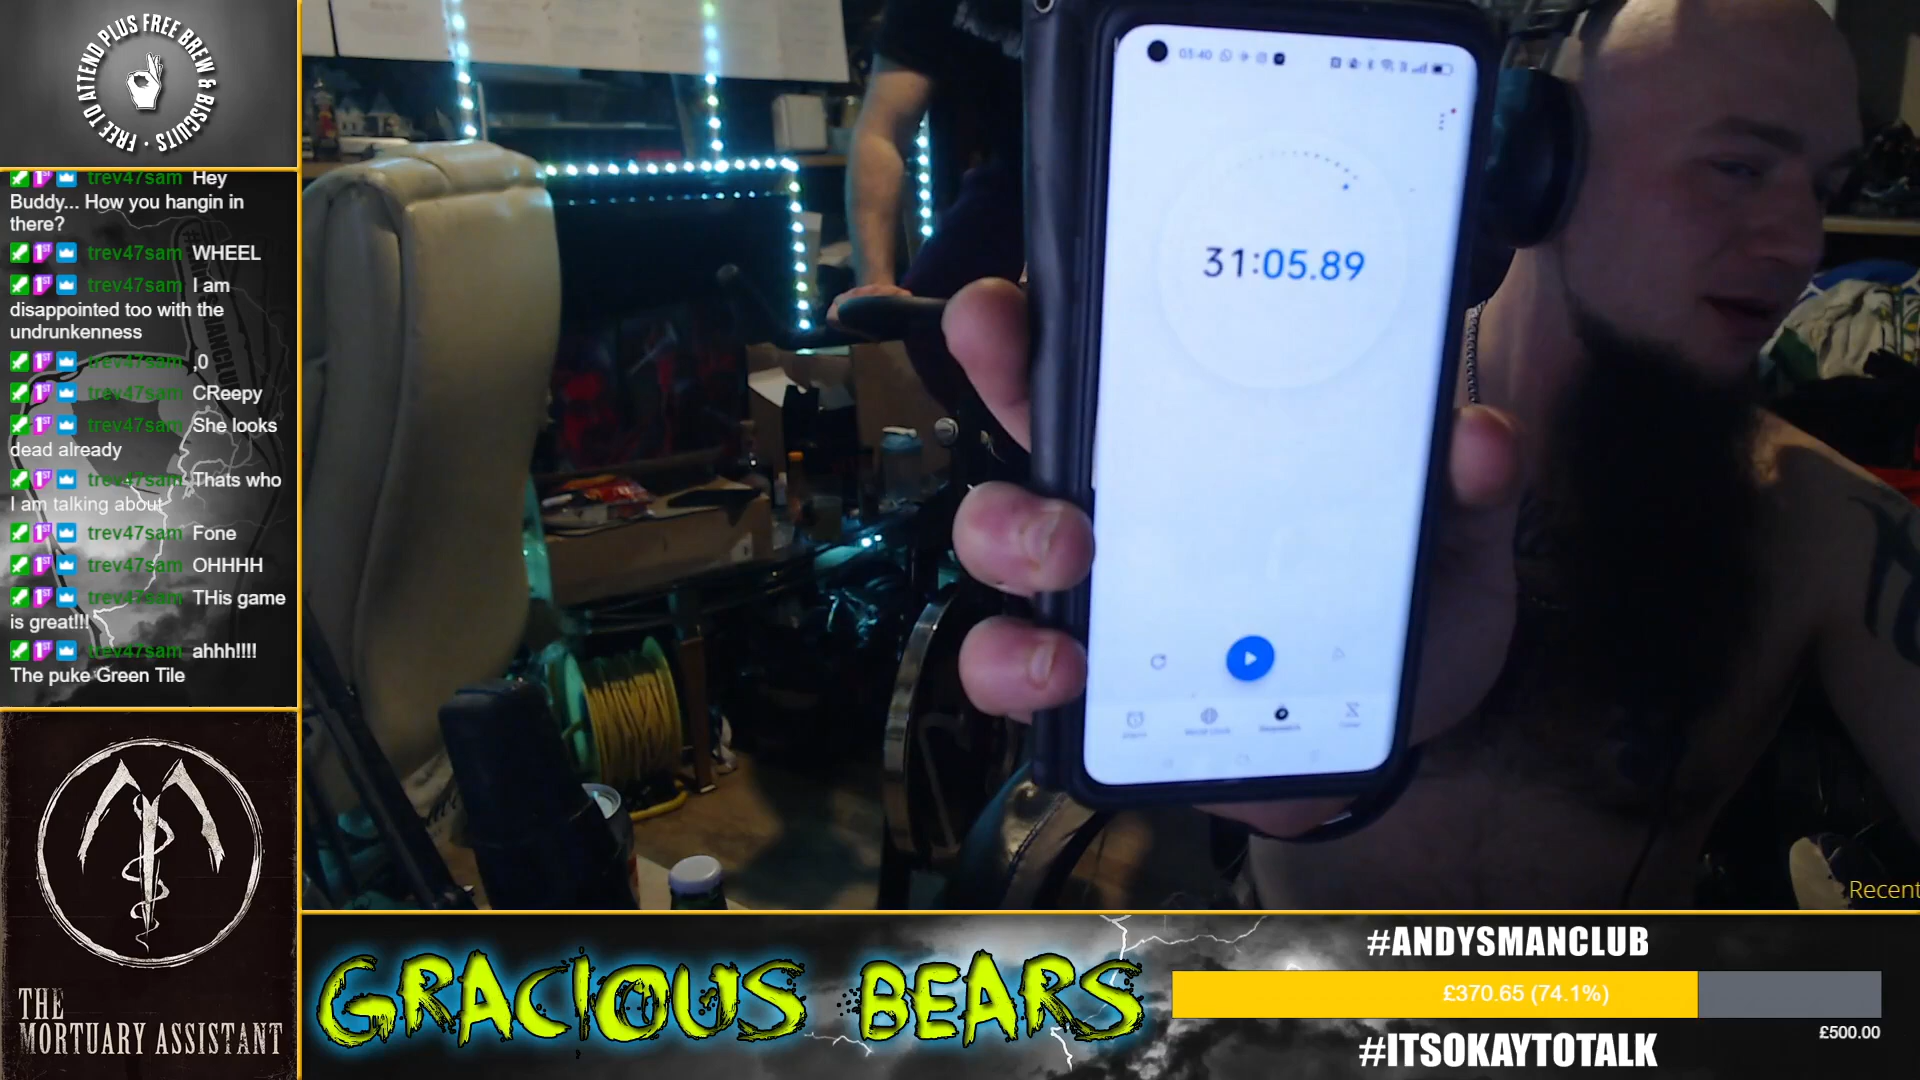 FREE TO ATTEND PLUS FREE BREW & BISCUITS ·
trev47sam Hey
Buddy... How you hangin in
there?
trev47sam WHEEL
trev47sam I am
disappointed too with the
undrunkenness
trev47sam ,0
trev47sam CReepy
trev47sam She looks
dead already
trev47sam Thats who
I am talking about
trev47sam Fone
trev47sam OHHHH
trev47sam THis game
is great!!!
trev47sam ahhh!!!!
The puke Green Tile
THE
MORTUARY ASSISTANT
03:40
31:05.89
Recent
GRACIOUS BEARS
#ANDYSMANCLUB
£370.65 (74.1%)
£500.00
#ITSOKAYTOTALK